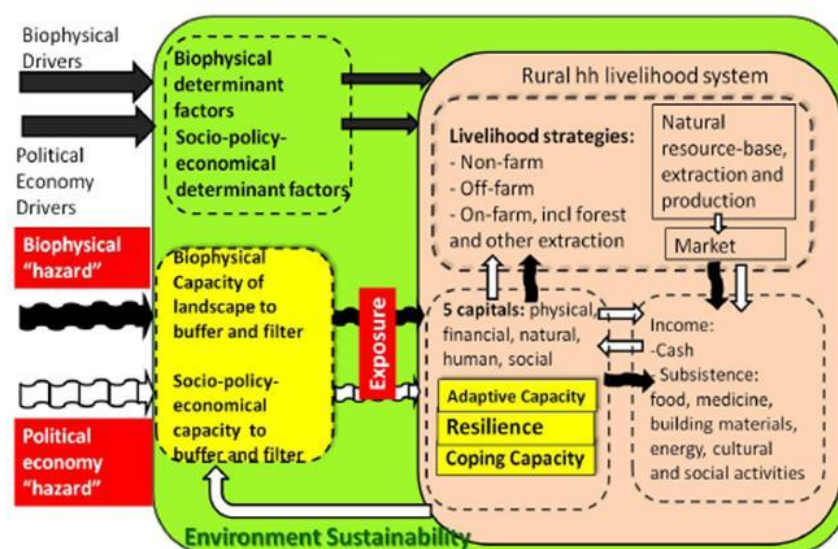 Biophysical
Drivers
Political
Economy
Drivers
Biophysical
“hazard”
Political
economy
“hazard”
Biophysical
determinant
factors
Socio-policy-
economical
determinant factors
Biophysical
Capacity of
landscape to
buffer and filter
Socio-policy-
economical
capacity to
buffer and filter
Exposure
Environment Sustainability
Rural hh livelihood system
Livelihood strategies:
- Non-farm
- Off-farm
- On-farm, incl forest
and other extraction
Natural
resource-base,
extraction and
production
Market
5 capitals: physical,
financial, natural,
human, social
Adaptive Capacity
Resilience
Coping Capacity
Income:
-Cash
- Subsistence:
food, medicine,
building materials,
energy, cultural
and social activities